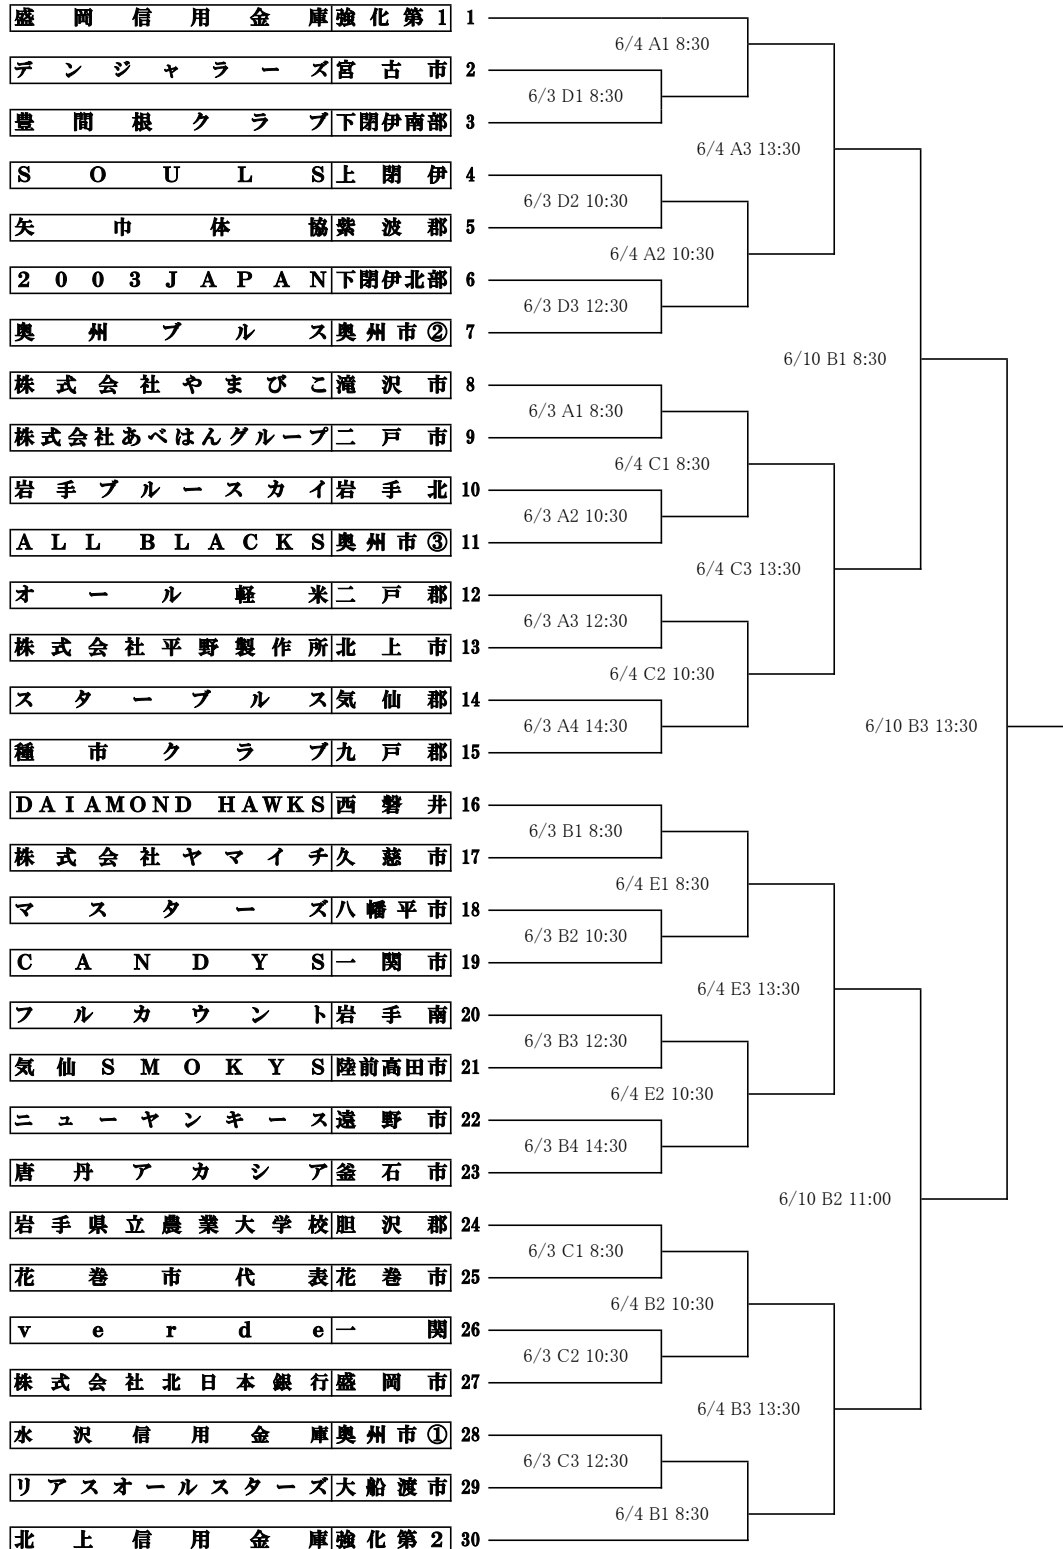 盛岡信用金庫 強化第1 1
6/4 A1 8:30
デンジャラーズ 宮古市 2
6/3 D1 8:30
豊間根クラブ 下閉伊南部 3
6/4 A3 13:30
SOULS 上閉伊 4
6/3 D2 10:30
矢巾体協 紫波郡 5
6/4 A2 10:30
2003JAPAN 下閉伊北部 6
6/3 D3 12:30
奥州ブルス 奥州市② 7
6/10 B1 8:30
株式会社やまびこ 滝沢市 8
6/3 A1 8:30
株式会社あべはんグループ 二戸市 9
6/4 C1 8:30
岩手ブルースカイ 岩手北 10
6/3 A2 10:30
ALL BLACKS 奥州市③ 11
6/4 C3 13:30
オール軽米 二戸郡 12
6/3 A3 12:30
株式会社平野製作所 北上市 13
6/4 C2 10:30
スターブルス 気仙郡 14
6/3 A4 14:30
6/10 B3 13:30
種市クラブ 九戸郡 15
DAIAMOND HAWKS 西磐井 16
6/3 B1 8:30
株式会社ヤマイチ 久慈市 17
6/4 E1 8:30
マスターズ 八幡平市 18
6/3 B2 10:30
CANDYS 一関市 19
6/4 E3 13:30
フルカウント 岩手南 20
6/3 B3 12:30
気仙SMOKYS 陸前高田市 21
6/4 E2 10:30
ニューヤンキース 遠野市 22
6/3 B4 14:30
唐丹アカシア 釜石市 23
6/10 B2 11:00
岩手県立農業大学校 胆沢郡 24
6/3 C1 8:30
花巻市代表 花巻市 25
6/4 B2 10:30
verde 一関 26
6/3 C2 10:30
株式会社北日本銀行 盛岡市 27
6/4 B3 13:30
水沢信用金庫 奥州市① 28
6/3 C3 12:30
リアスオールスターズ 大船渡市 29
6/4 B1 8:30
北上信用金庫 強化第2 30